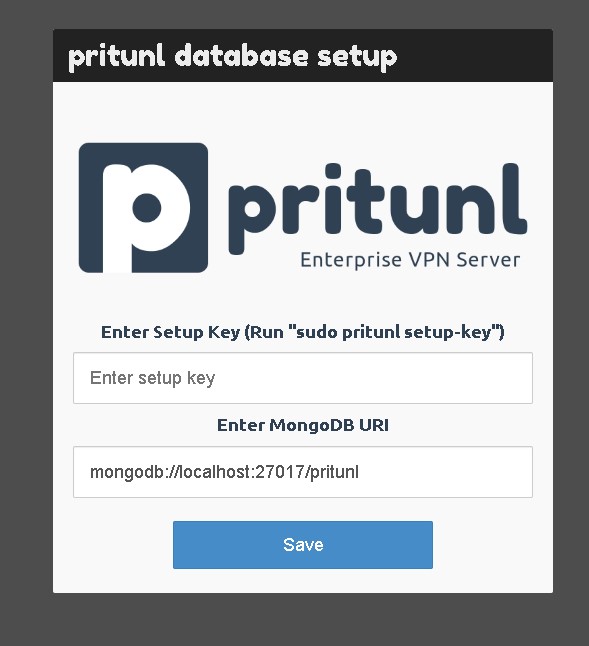 pritunl database setup
p pritunl
Enterprise VPN Server
Enter Setup Key (Run "sudo pritunl setup-key")
Enter setup key
Enter MongoDB URI
mongodb://localhost:27017/pritunl
Save